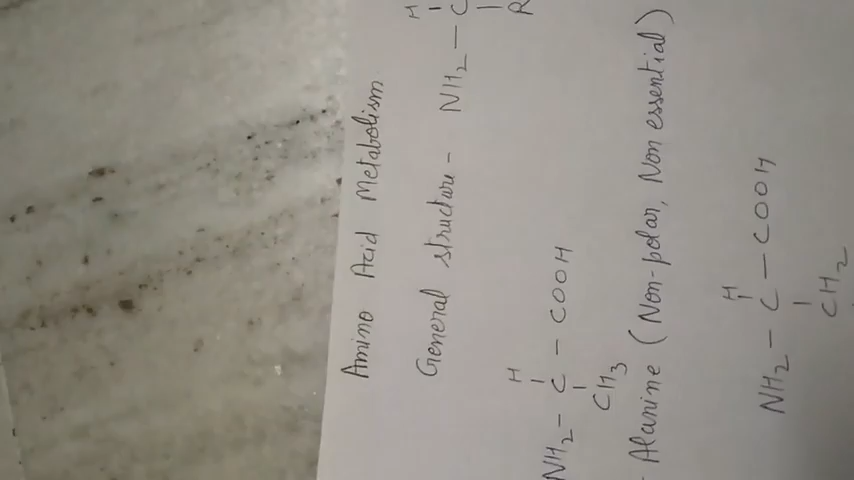 Amino Acid Metabolism
H
General structure - NH2 - C
R
H
NH2 - C - COOH
CH3
- Alanine (Non-polar, Non essential)
H
NH2 - C - COOH
CH2